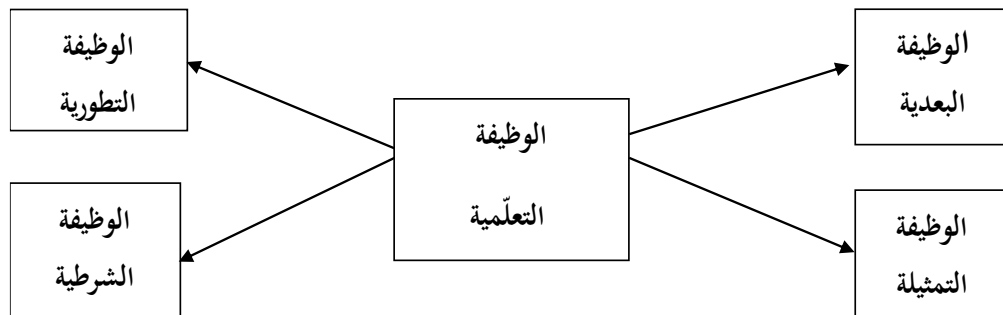 الوظيفة
البعدية
الوظيفة
التطورية
الوظيفة
التعلّمية
الوظيفة
التمثيلة
الوظيفة
الشرطية